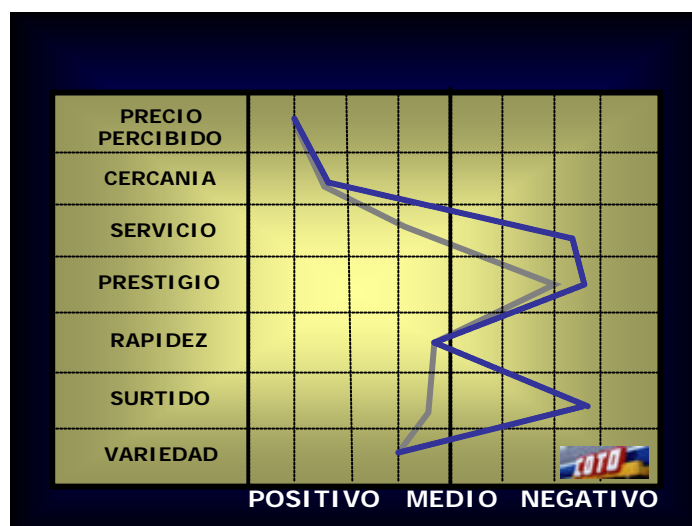 PRECIO
PERCIBIDO
CERCANIA
SERVICIO
PRESTIGIO
RAPIDEZ
SURTIDO
VARIEDAD
COTO
POSITIVO MEDIO NEGATIVO